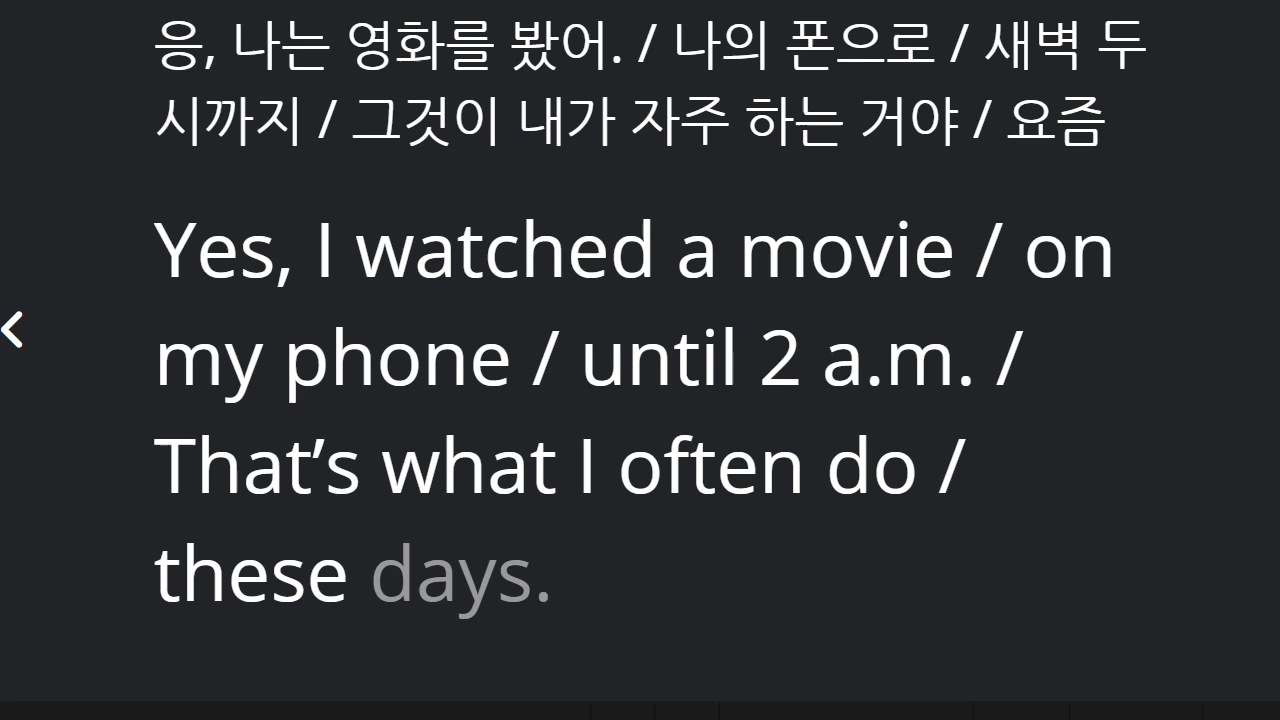 응, 나는 영화를 봤어. / 나의 폰으로 / 새벽 두
시까지 / 그것이 내가 자주 하는 거야 / 요즘
Yes, I watched a movie / on
my phone / until 2 a.m. /
That’s what I often do /
these days.